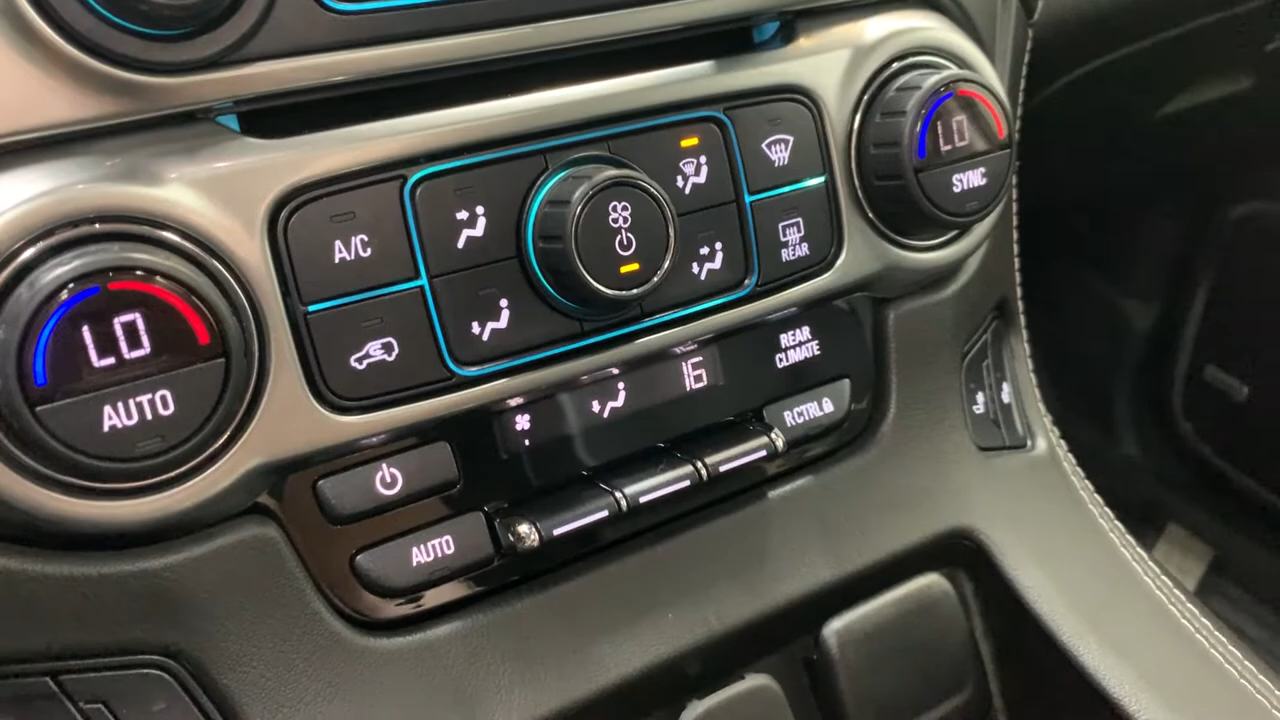 LO
SYNC
A/C
REAR
LO
AUTO
REAR
CLIMATE
16
RCTRL
AUTO